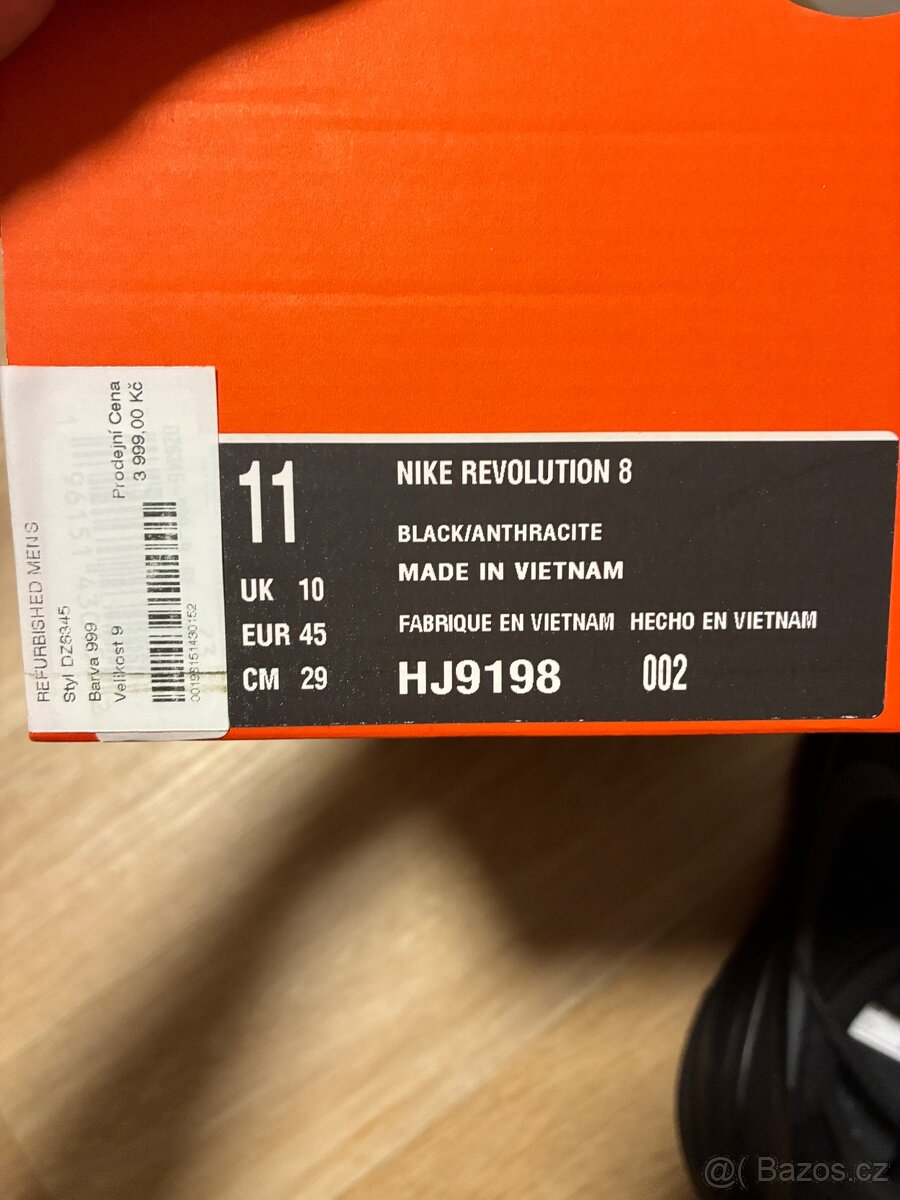 REFURBISHED MENS
Styl DZ8345
Barva 999
Velikost 9
Prodejní Cena
3 999,00 Kč
00196151430152
11
UK 10
EUR 45
CM 29
NIKE REVOLUTION 8
BLACK/ANTHRACITE
MADE IN VIETNAM
FABRIQUE EN VIETNAM HECHO EN VIETNAM
HJ9198 002
@( Bazos.cz